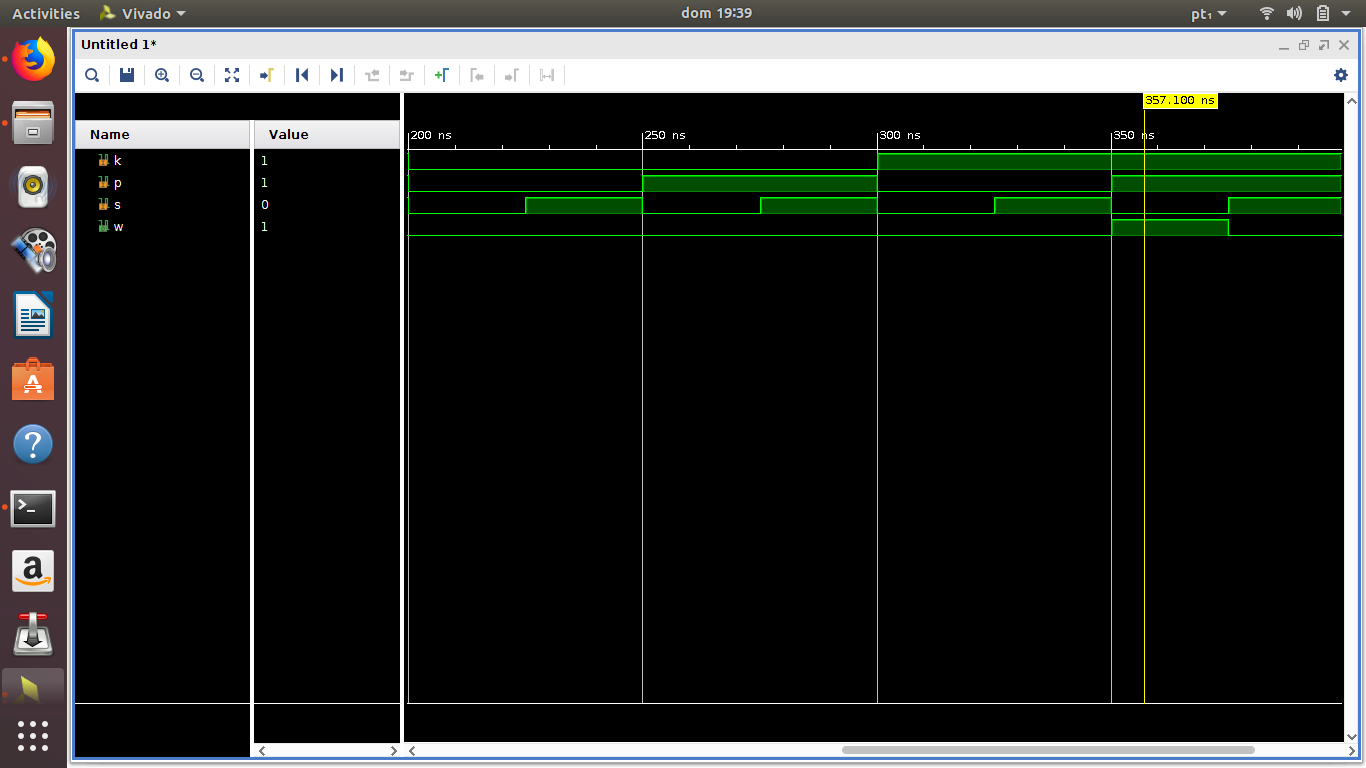 Activities Vivado dom 19:39 pt₁
Untitled 1*
357.100 ns
Name Value 200 ns 250 ns 300 ns 350 ns
k 1
p 1
s 0
w 1